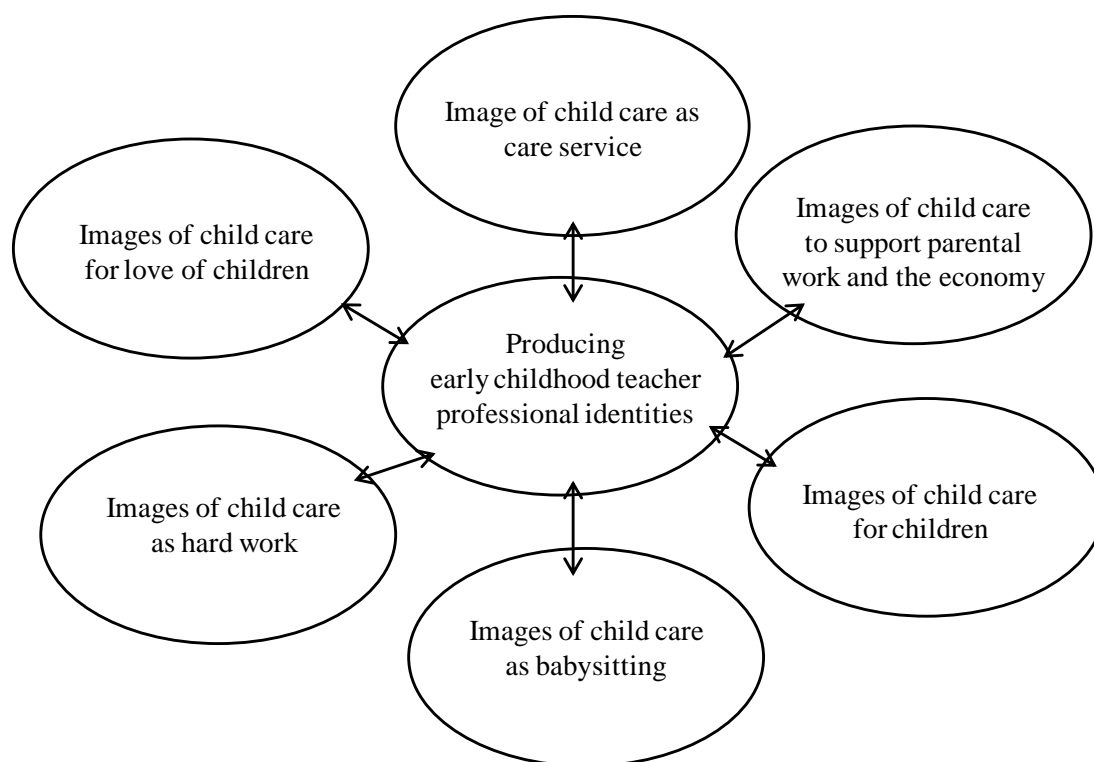 Image of child care as
care service
Images of child care
for love of children
Images of child care
to support parental
work and the economy
Producing
early childhood teacher
professional identities
Images of child care
as hard work
Images of child care
for children
Images of child care
as babysitting